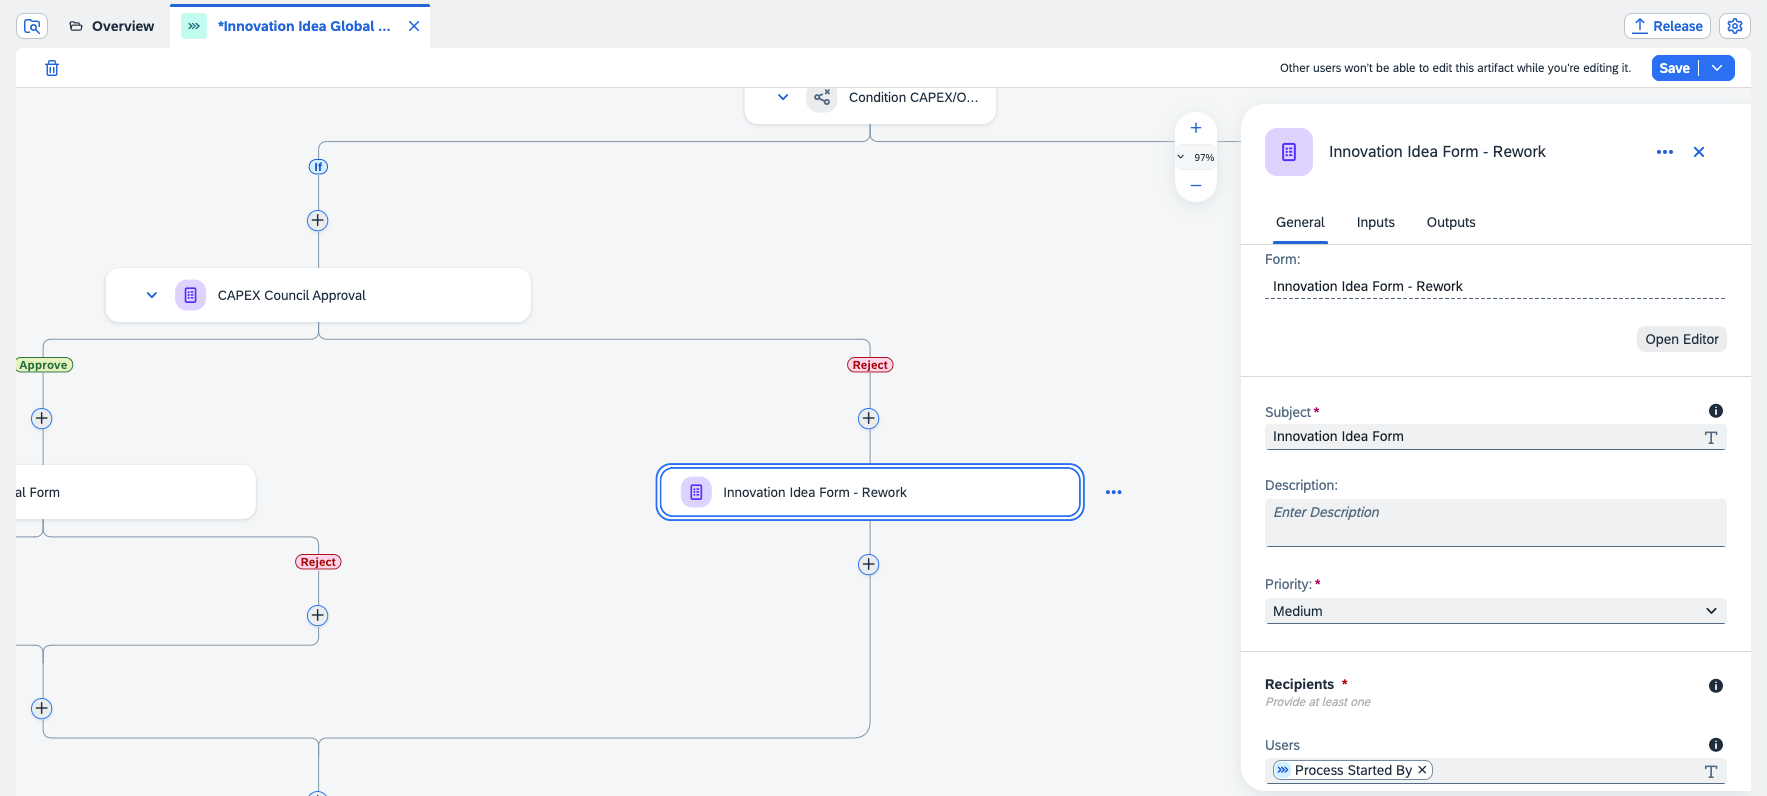 Overview
*Innovation Idea Global ...
Release
Other users won't be able to edit this artifact while you're editing it.
Save
Condition CAPEX/O...
97%
If
CAPEX Council Approval
Approve
Reject
al Form
Innovation Idea Form - Rework
Reject
Innovation Idea Form - Rework
General Inputs Outputs
Form:
Innovation Idea Form - Rework
Open Editor
Subject*
Innovation Idea Form
Description:
Enter Description
Priority:*
Medium
Recipients *
Provide at least one
Users
Process Started By